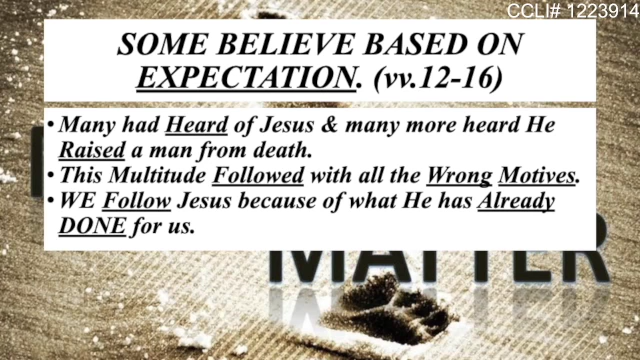 CCLI# 1223914
SOME BELIEVE BASED ON
EXPECTATION. (vv.12-16)
• Many had Heard of Jesus & many more heard He
Raised a man from death.
• This Multitude Followed with all the Wrong Motives.
• WE Follow Jesus because of what He has Already
DONE for us.
MATTER